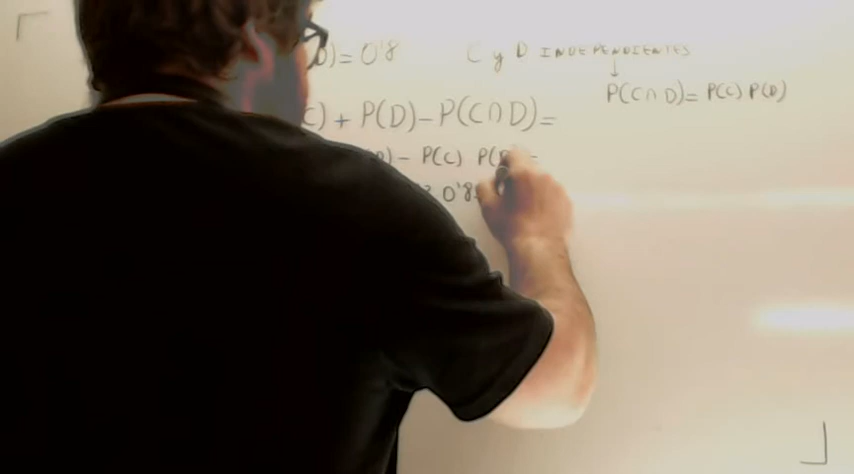 )= 0'8 C y D INDEPENDIENTES
↓
P(C∩D)= P(C) P(D)
) + P(D) - P(C∩D)=
) - P(C) P(
0'8